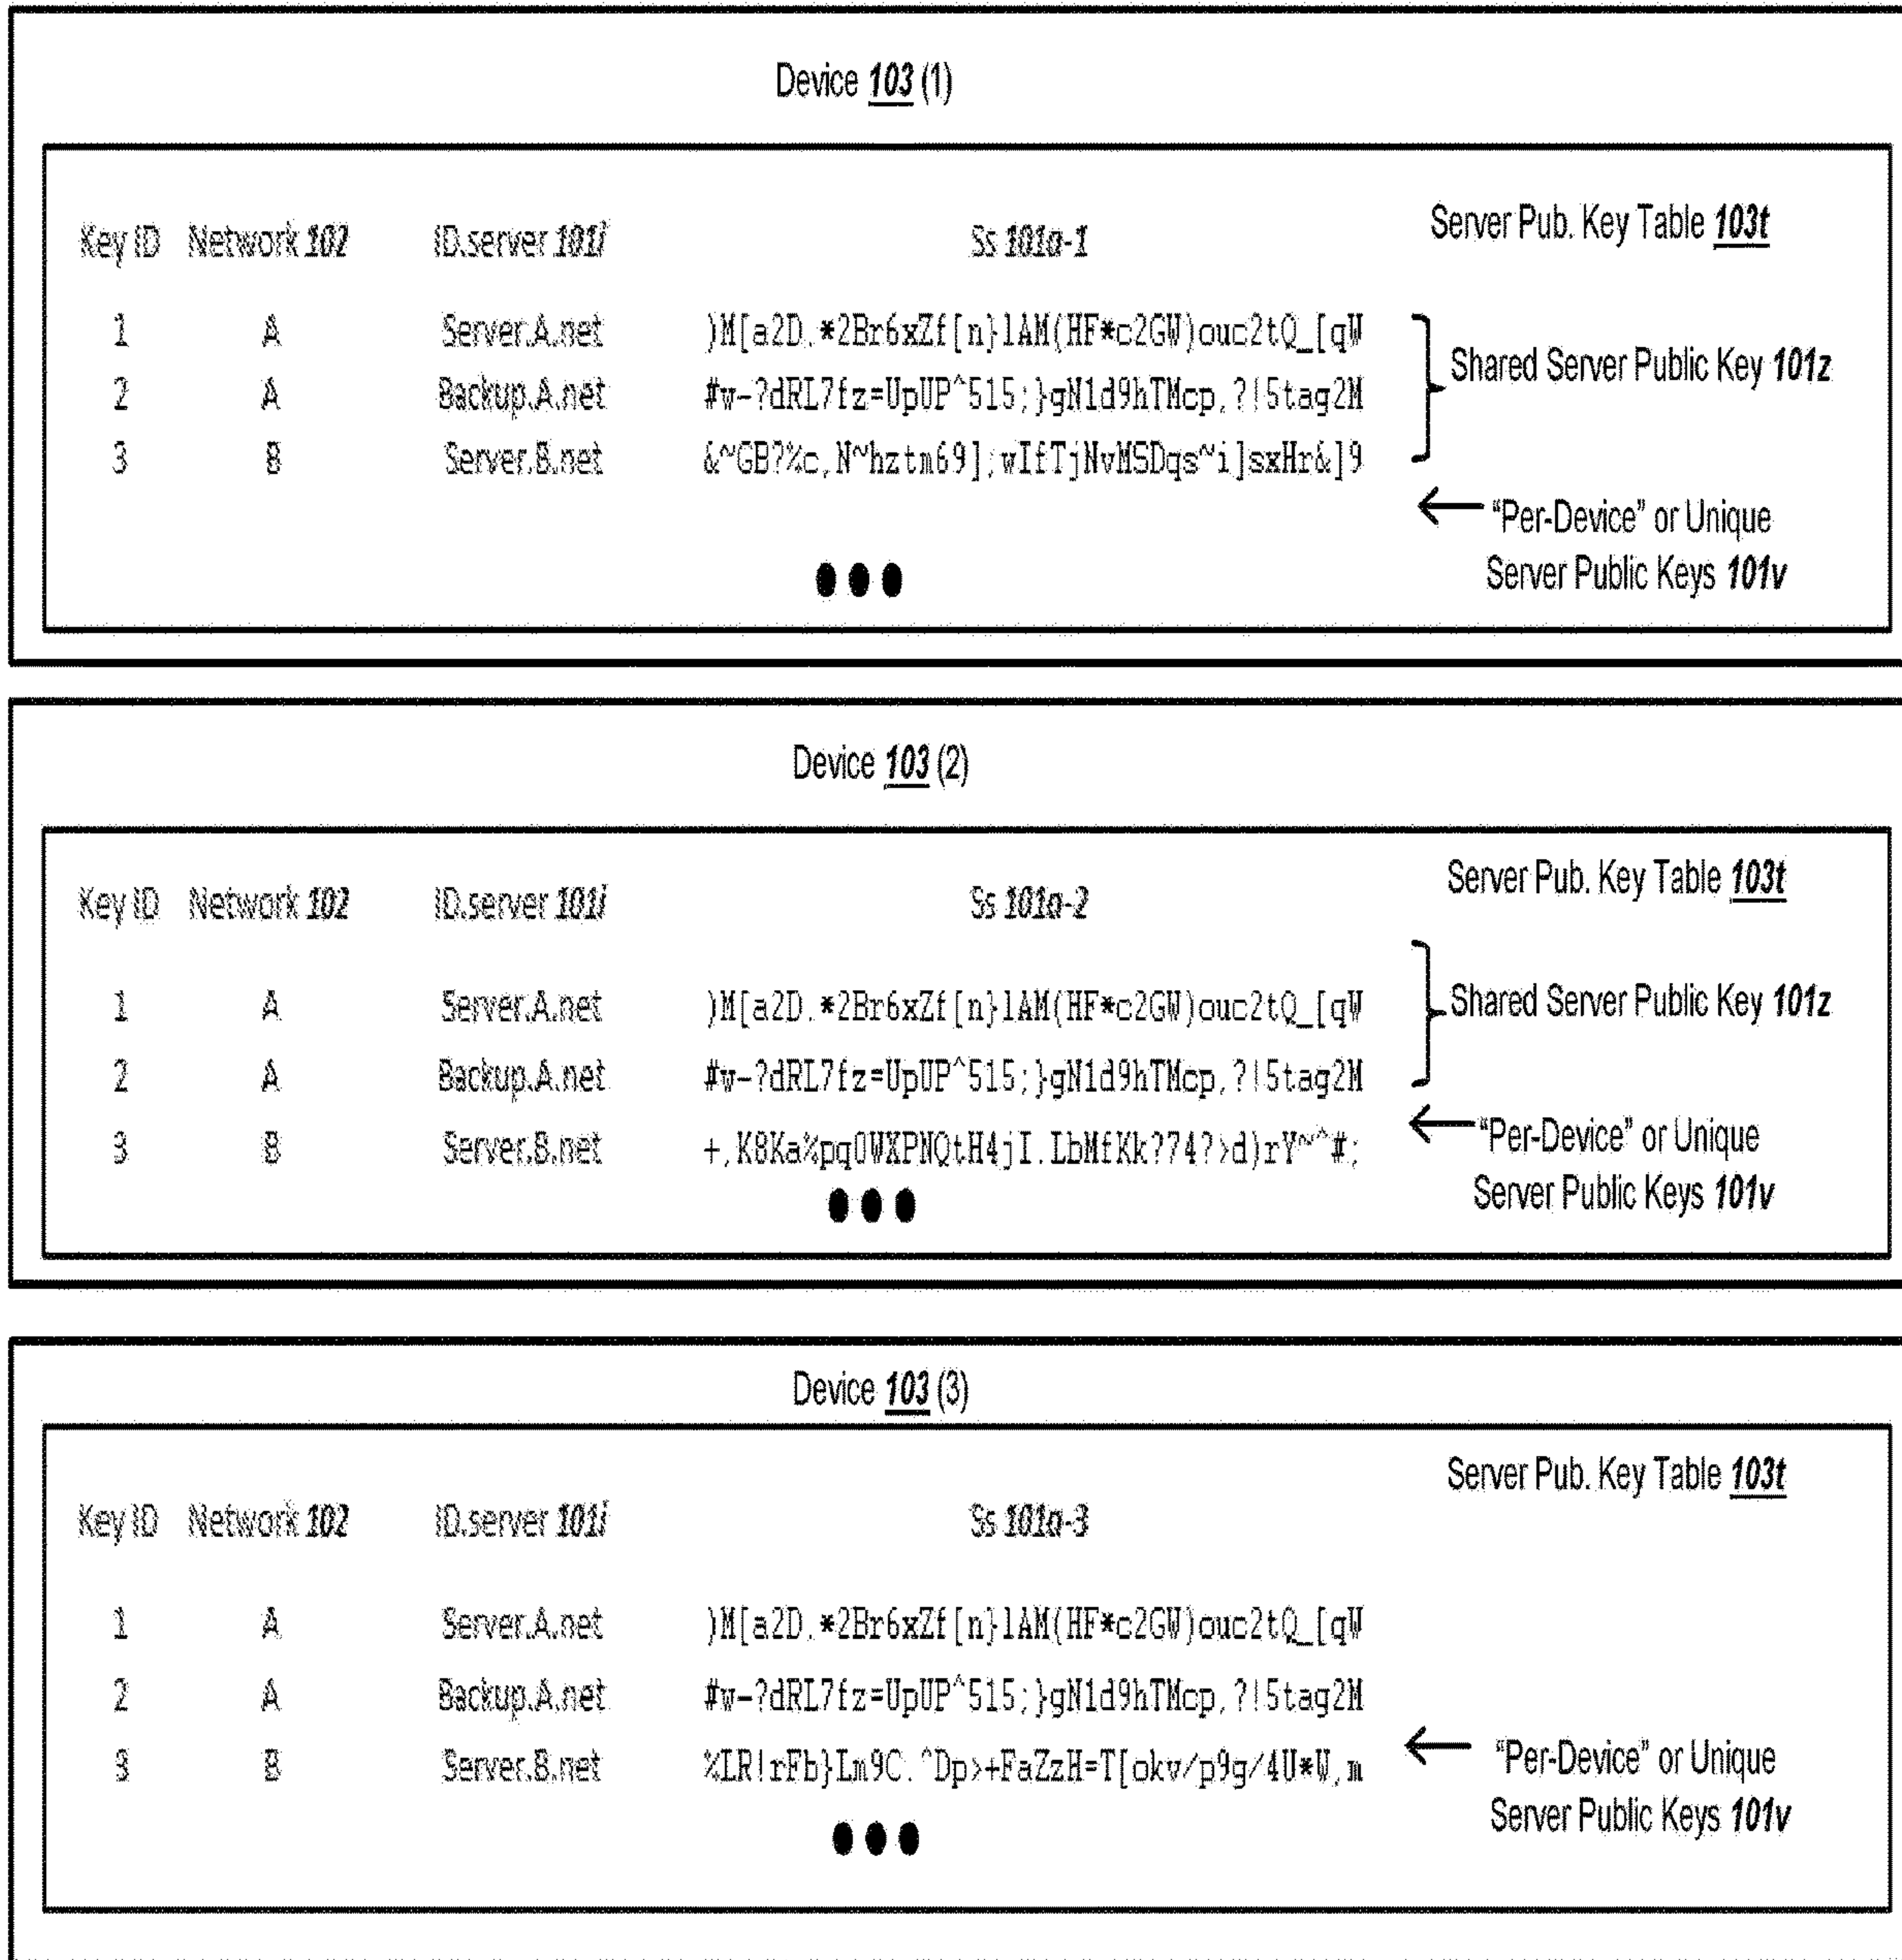 Device 103 (1)
Server Pub. Key Table 103t
Key ID Network 102 ID.server 101i Ss 101a-1
1 A Server.A.net )M[a2D.*2Br6xZf[n}1AM(HF*c2GW)ouc2tQ_[qW
2 A Backup.A.net #w-?dRL7fz=UpUP^515;}gN1d9hTMcp,?!5tag2M
3 B Server.B.net &~GB?%c,N~hztm69];wIfTjNvMSDqs~i]sxHr&]9
Shared Server Public Key 101z
"Per-Device" or Unique
Server Public Keys 101v
Device 103 (2)
Server Pub. Key Table 103t
Key ID Network 102 ID.server 101i Ss 101a-2
1 A Server.A.net )M[a2D.*2Br6xZf[n}1AM(HF*c2GW)ouc2tQ_[qW
2 A Backup.A.net #w-?dRL7fz=UpUP^515;}gN1d9hTMcp,?!5tag2M
3 B Server.B.net +,K8Ka%pq0WXPNQtH4jI.LbMfKk?74?>d)rY~^#;
Shared Server Public Key 101z
"Per-Device" or Unique
Server Public Keys 101v
Device 103 (3)
Server Pub. Key Table 103t
Key ID Network 102 ID.server 101i Ss 101a-3
1 A Server.A.net )M[a2D.*2Br6xZf[n}1AM(HF*c2GW)ouc2tQ_[qW
2 A Backup.A.net #w-?dRL7fz=UpUP^515;}gN1d9hTMcp,?!5tag2M
3 B Server.B.net %LR!rFb}Lm9C.^Dp>+FaZzH=T[okv/p9g/4U*W,m
"Per-Device" or Unique
Server Public Keys 101v